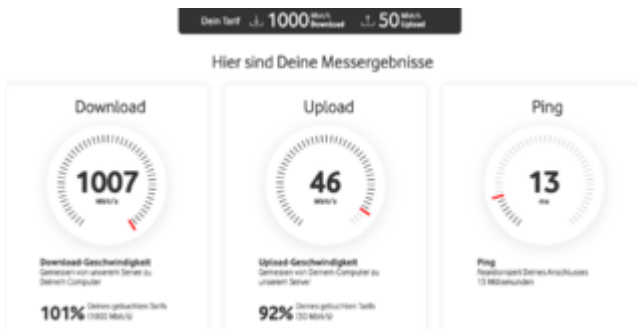 Dein Tarif 1000 Mbit/s Download 50 Mbit/s Upload
Hier sind Deine Messergebnisse
Download
1007
Mbit/s
Download-Geschwindigkeit
Gemessen von unserem Server zu
Deinem Computer
101% Deines gebuchten Tarifs
(1000 Mbit/s)
Upload
46
Mbit/s
Upload-Geschwindigkeit
Gemessen von Deinem Computer zu
unserem Server
92% Deines gebuchten Tarifs
(50 Mbit/s)
Ping
13
ms
Ping
Reaktionszeit Deines Anschlusses
13 Millisekunden